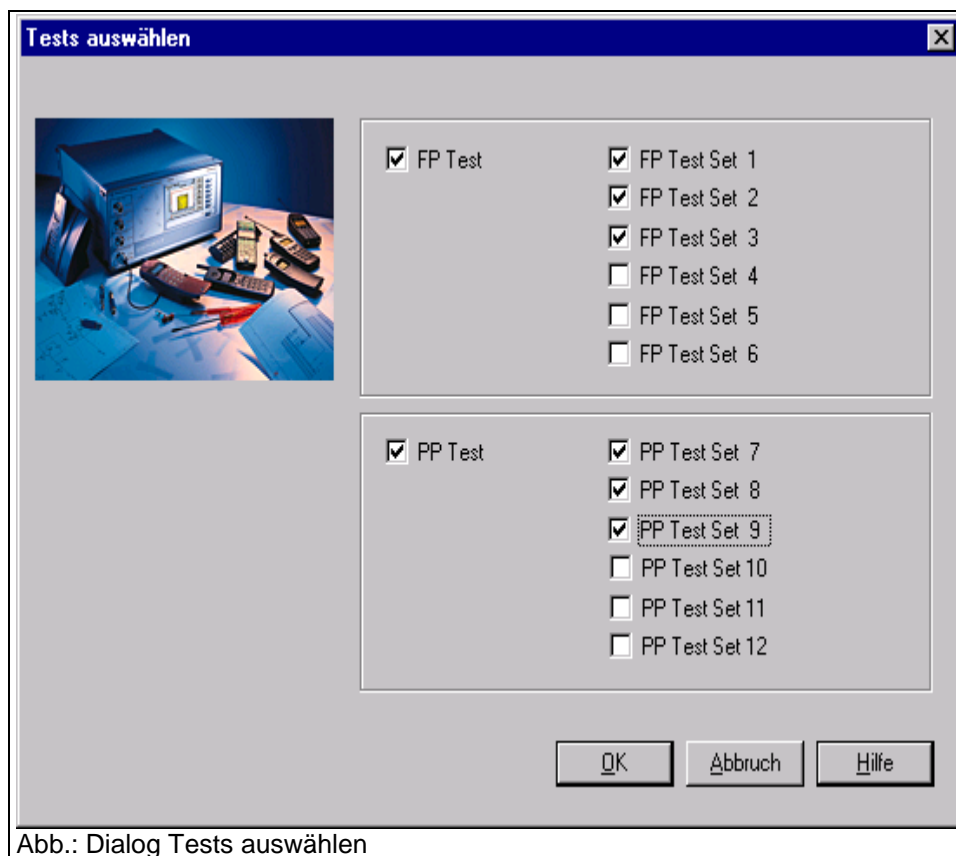 Tests auswählen
FP Test
FP Test Set 1
FP Test Set 2
FP Test Set 3
FP Test Set 4
FP Test Set 5
FP Test Set 6
PP Test
PP Test Set 7
PP Test Set 8
PP Test Set 9
PP Test Set 10
PP Test Set 11
PP Test Set 12
OK
Abbruch
Hilfe
Abb.: Dialog Tests auswählen